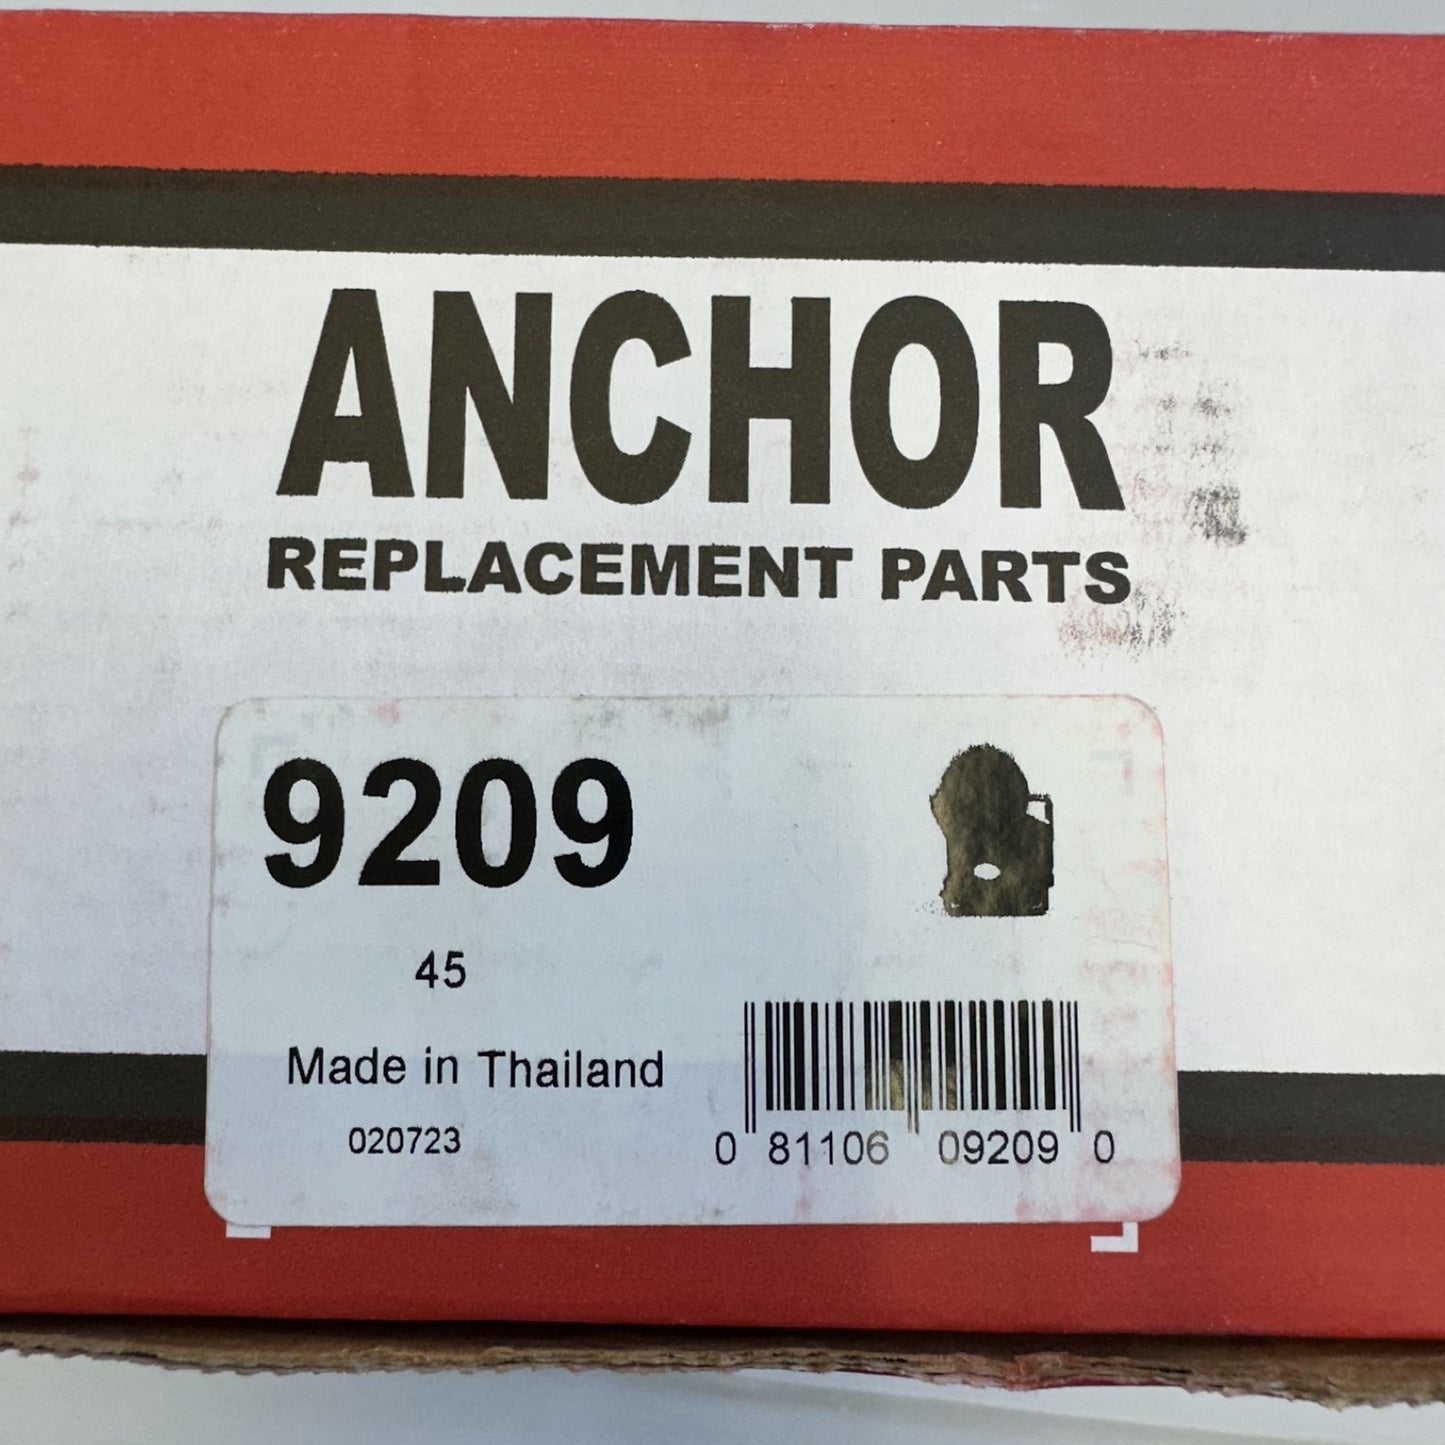 ANCHOR
REPLACEMENT PARTS
9209
45
Made in Thailand
020723
0 81106 09209 0